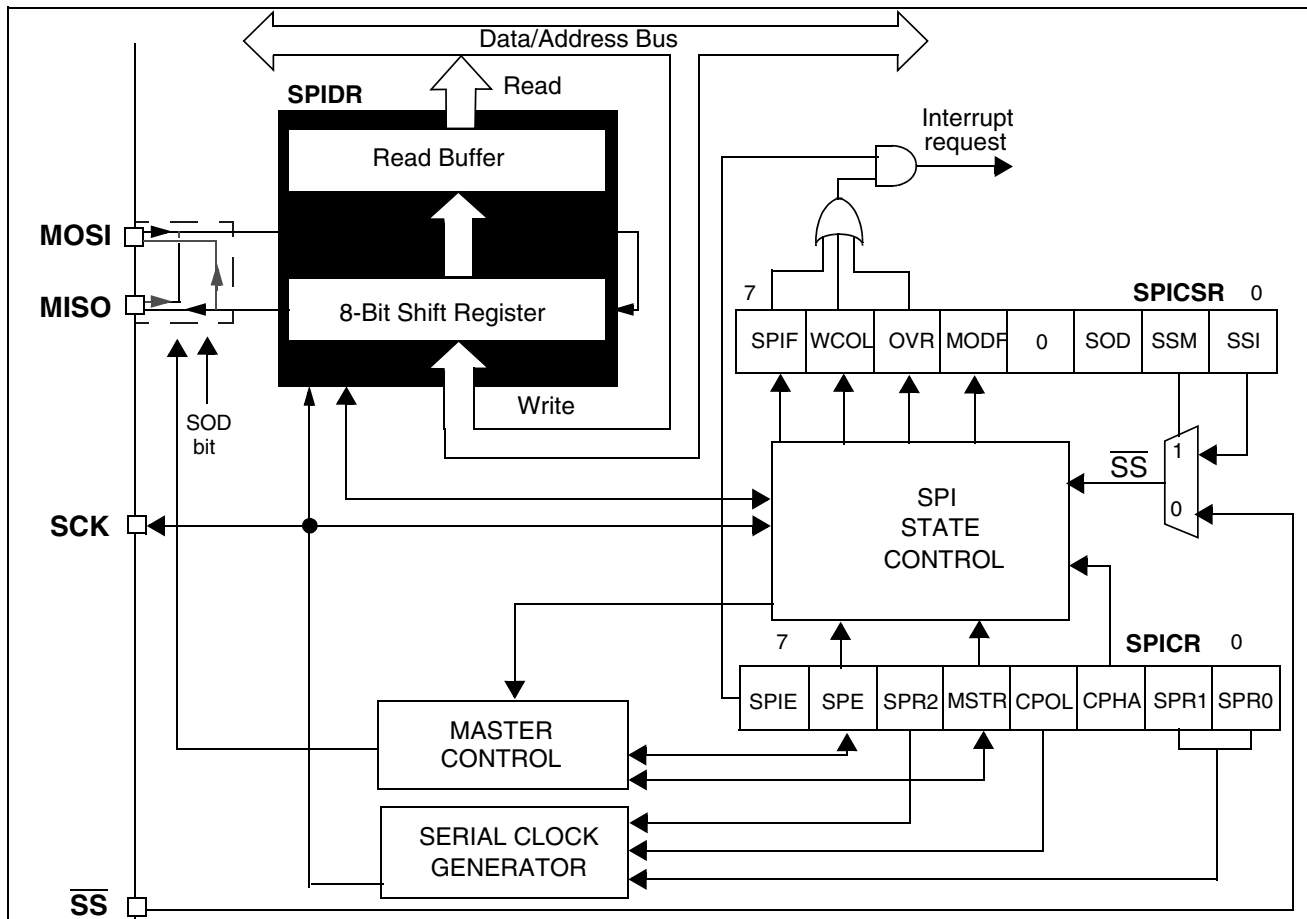 Data/Address Bus
SPIDR
Read
Read Buffer
Interrupt
request
MOSI
MISO
8-Bit Shift Register
7
SPICSR
0
SPIF WCOL OVR MODF 0 SOD SSM SSI
Write
SOD
bit
1
SS
0
SCK
SPI
STATE
CONTROL
7
SPICR
0
SPIE SPE SPR2 MSTR CPOL CPHA SPR1 SPR0
MASTER
CONTROL
SERIAL CLOCK
GENERATOR
SS